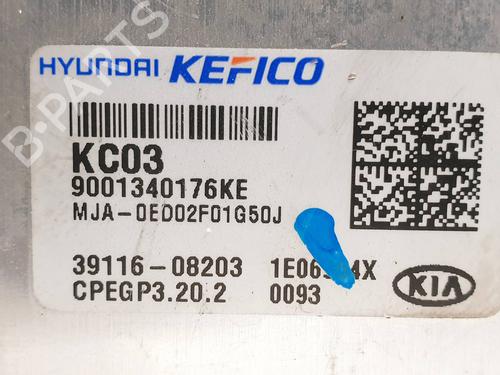 HYUNDAI KEFICO
KC03
9001340176KE
MJA-0ED02F01G50J
39116-08203
CPEGP3.20.2 0093
KIA
B-PARTS